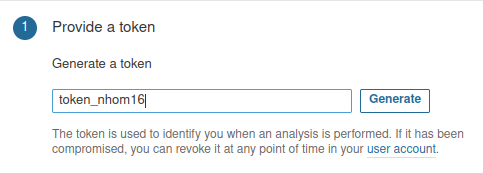 1 Provide a token
Generate a token
token_nhom16 Generate
The token is used to identify you when an analysis is performed. If it has been
compromised, you can revoke it at any point of time in your user account.